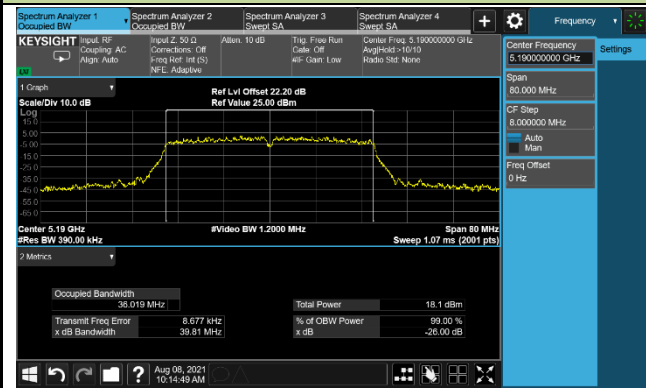 Spectrum Analyzer 1
Occupied BW
Spectrum Analyzer 2
Occupied BW
Spectrum Analyzer 3
Swept SA
Spectrum Analyzer 4
Swept SA
+
Frequency
KEYSIGHT
Input: RF
Coupling: AC
Align: Auto
Input Z: 50 Ω
Corrections: Off
Freq Ref: Int (S)
NFE: Adaptive
Atten: 10 dB
Trig: Free Run
Gate: Off
#IF Gain: Low
Center Freq: 5.190000000 GHz
Avg|Hold:>10/10
Radio Std: None
Center Frequency
5.190000000 GHz
Settings
Span
80.000 MHz
CF Step
8.000000 MHz
Auto
Man
Freq Offset
0 Hz
1 Graph
Scale/Div 10.0 dB
Ref Lvl Offset 22.20 dB
Ref Value 25.00 dBm
Log
15.0
5.00
-5.00
-15.0
-25.0
-35.0
-45.0
-55.0
-65.0
Center 5.19 GHz
#Res BW 390.00 kHz
#Video BW 1.2000 MHz
Span 80 MHz
Sweep 1.07 ms (2001 pts)
2 Metrics
Occupied Bandwidth
36.019 MHz
Total Power
18.1 dBm
Transmit Freq Error
8.677 kHz
% of OBW Power
99.00 %
x dB Bandwidth
39.81 MHz
x dB
-26.00 dB
?
Aug 08, 2021
10:14:49 AM